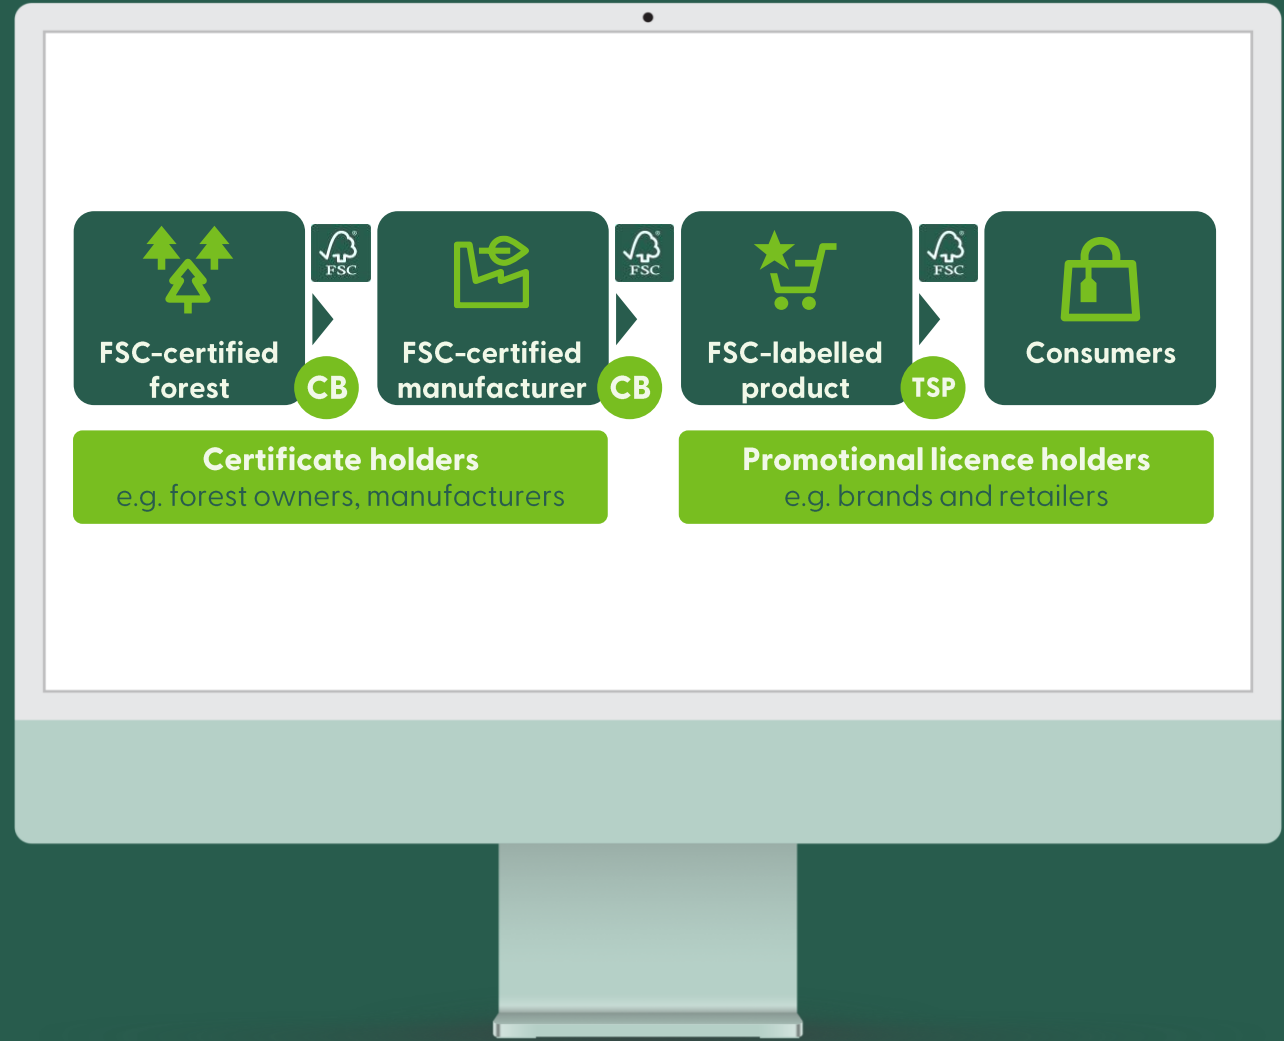 FSC-certified
forest
FSC
CB
FSC-certified
manufacturer
FSC
CB
FSC-labelled
product
FSC
TSP
Consumers
Certificate holders
e.g. forest owners, manufacturers
Promotional licence holders
e.g. brands and retailers